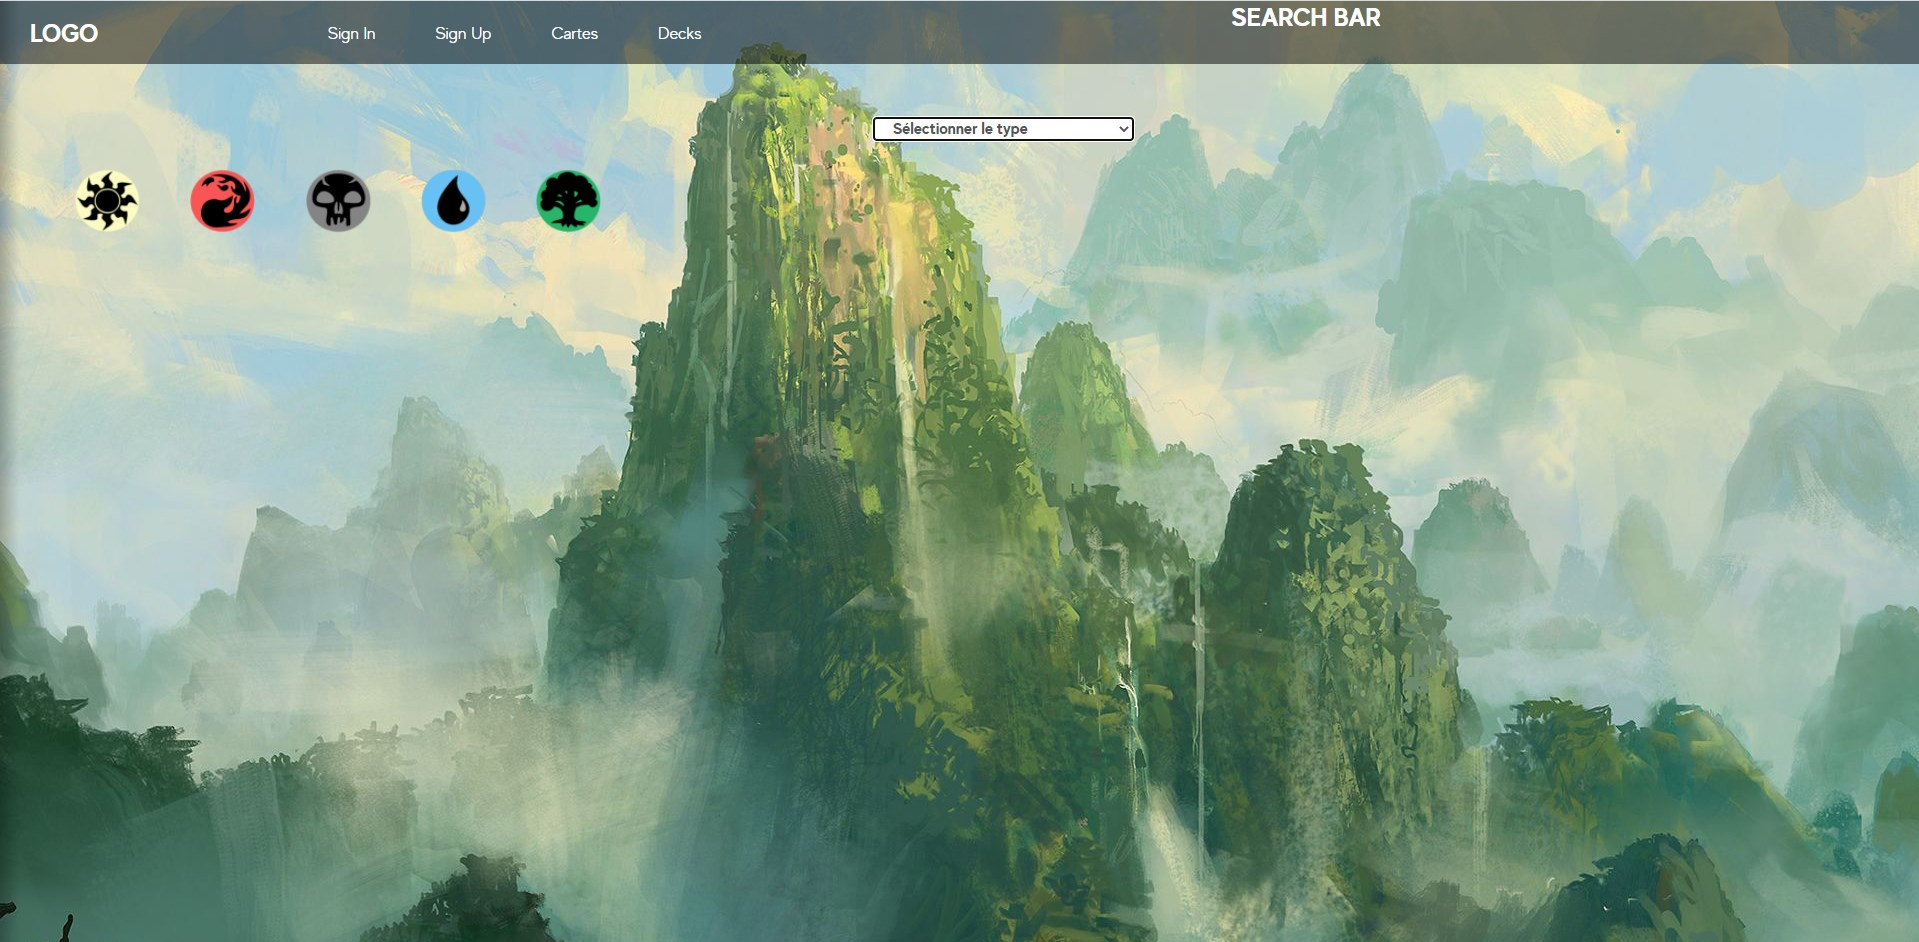 LOGO
Sign In
Sign Up
Cartes
Decks
SEARCH BAR
Sélectionner le type